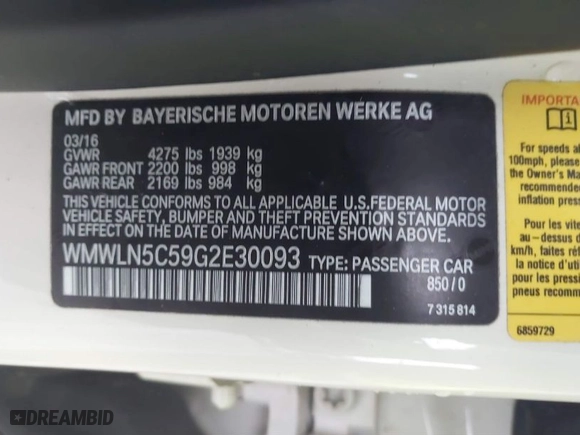 MFD BY BAYERISCHE MOTOREN WERKE AG
03/16
GVWR 4275 lbs 1939 kg
GAWR FRONT 2200 lbs 998 kg
GAWR REAR 2169 lbs 984 kg
THIS VEHICLE CONFORMS TO ALL APPLICABLE U.S.FEDERAL MOTOR
VEHICLE SAFETY, BUMPER AND THEFT PREVENTION STANDARDS
IN EFFECT ON THE DATE OF MANUFACTURE SHOWN ABOVE.
WMWLN5C59G2E30093 TYPE: PASSENGER CAR
850/0
7 315 814
IMPORTA
For speeds a
100mph, please
the Owner's Ma
recommende
inflation press
Pour les vite
au-dessus d
km/h, faites r
la notice d'uti
pour les press
pneus recomm
6859729
DREAMBID